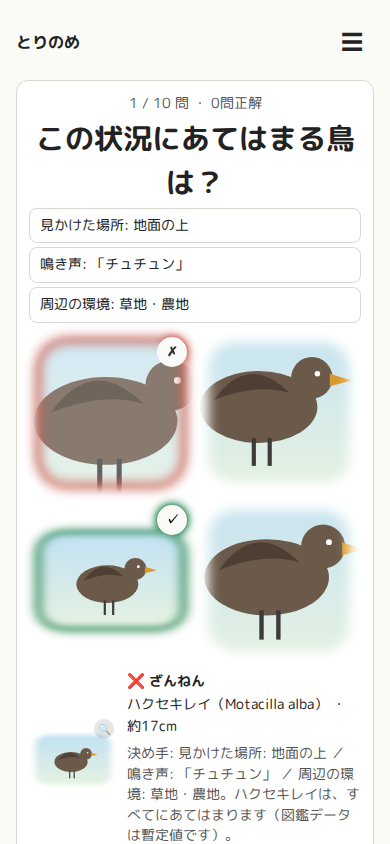 とりのめ
1 / 10 問 · 0問正解
この状況にあてはまる鳥
は？
見かけた場所: 地面の上
鳴き声: 「チュチュン」
周辺の環境: 草地・農地
✗
✓
❌ ざんねん
ハクセキレイ（Motacilla alba） ·
約17cm
決め手: 見かけた場所: 地面の上 ／
鳴き声: 「チュチュン」 ／ 周辺の環
境: 草地・農地。ハクセキレイは、す
べてにあてはまります（図鑑データ
は暫定値です）。